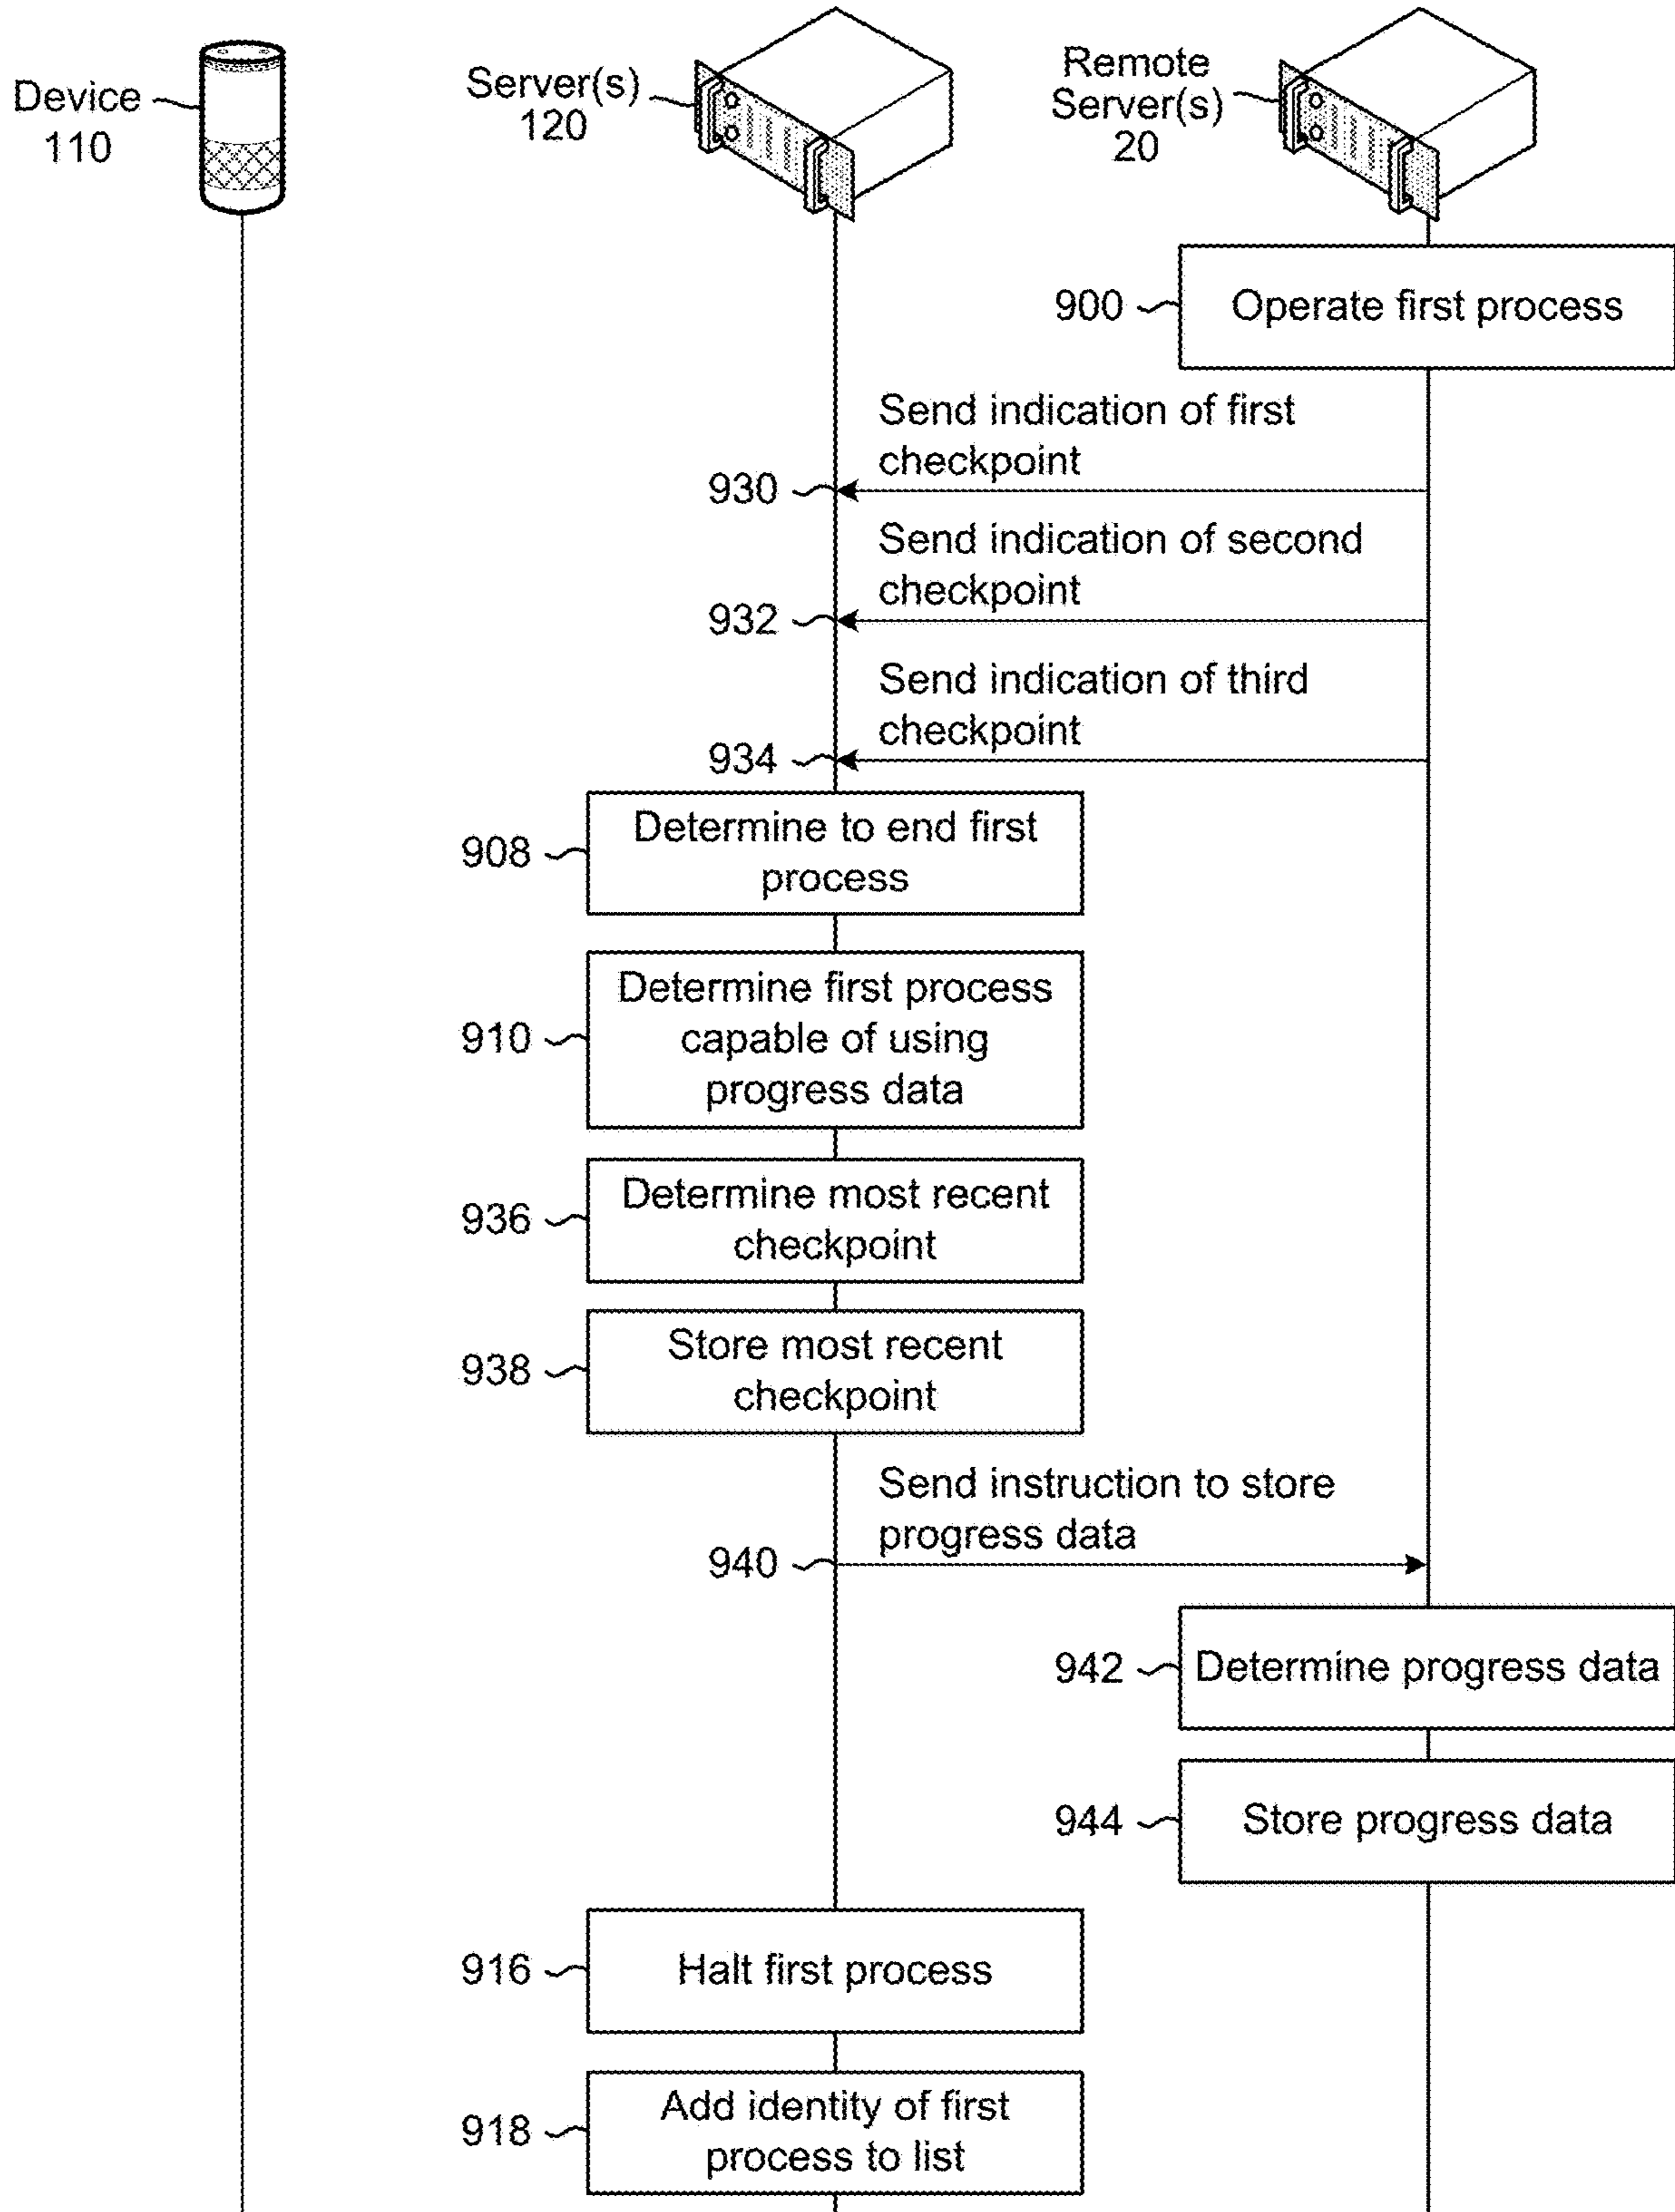 Device
110
Server(s)
120
Remote
Server(s)
20
900
Operate first process
Send indication of first
checkpoint
930
Send indication of second
checkpoint
932
Send indication of third
checkpoint
934
908
Determine to end first
process
910
Determine first process
capable of using
progress data
936
Determine most recent
checkpoint
938
Store most recent
checkpoint
Send instruction to store
progress data
940
942
Determine progress data
944
Store progress data
916
Halt first process
918
Add identity of first
process to list